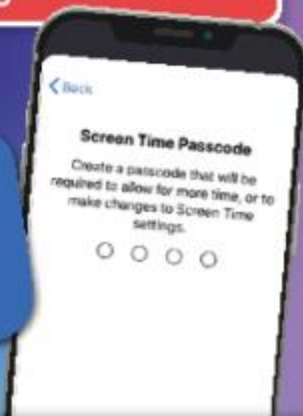 Back
Screen Time Passcode
Create a passcode that will be
required to allow for more time, or to
make changes to Screen Time
settings.